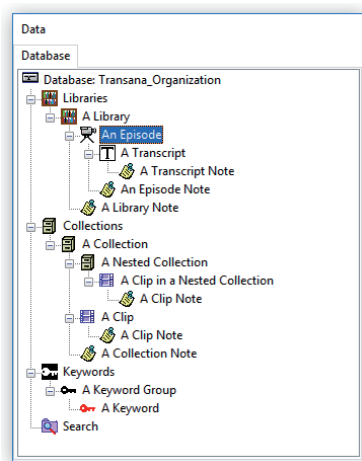 Data
Database
Database: Transana_Organization
Libraries
A Library
An Episode
T A Transcript
A Transcript Note
An Episode Note
A Library Note
Collections
A Collection
A Nested Collection
A Clip in a Nested Collection
A Clip Note
A Clip
A Clip Note
A Collection Note
Keywords
A Keyword Group
A Keyword
Search